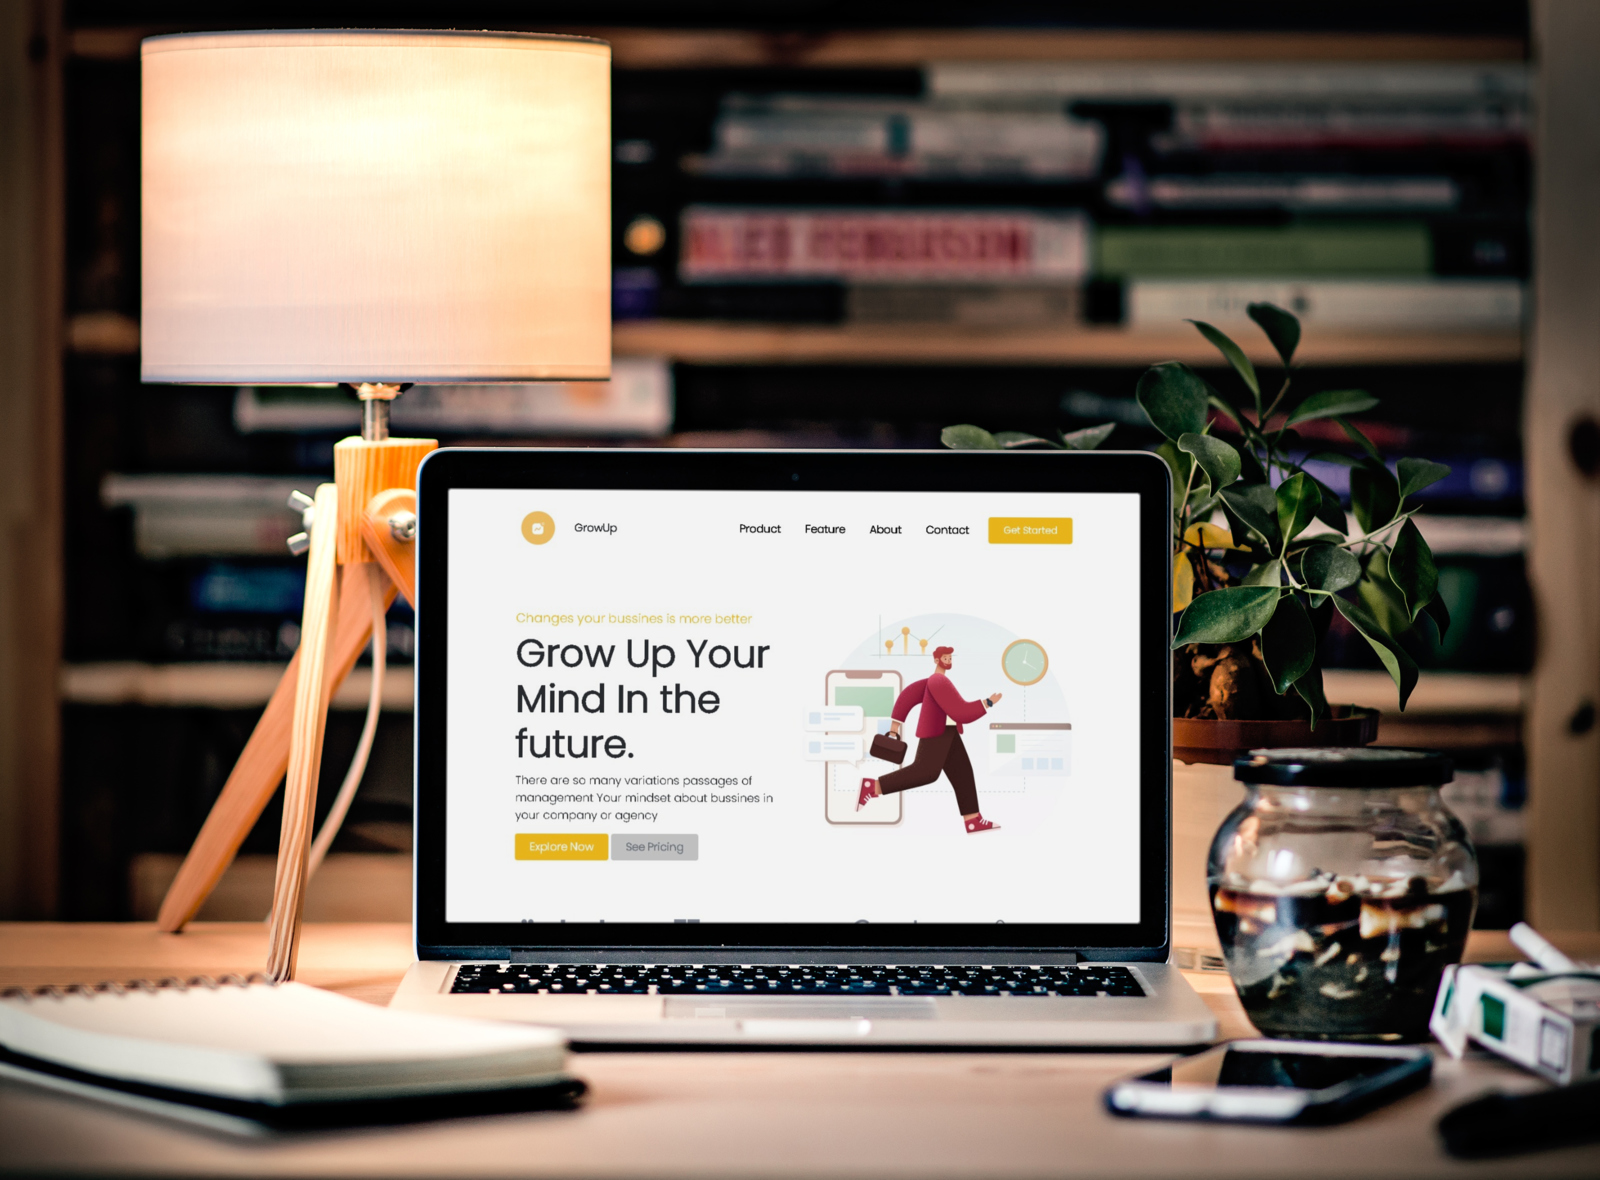 ALEX FERGUSON
GrowUp
Product Feature About Contact Get Started
Changes your bussines is more better
Grow Up Your
Mind In the
future.
There are so many variations passages of
management Your mindset about bussines in
your company or agency
Explore Now See Pricing